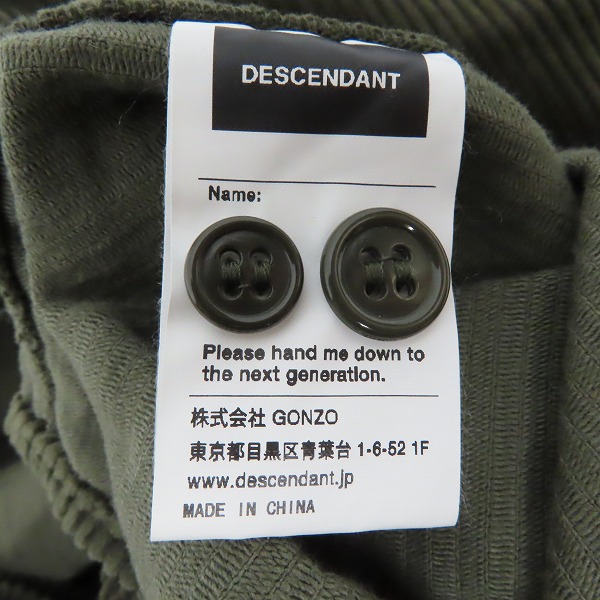 DESCENDANT
Name:
Please hand me down to
the next generation.
株式会社 GONZO
東京都目黒区青葉台 1-6-52 1F
www.descendant.jp
MADE IN CHINA